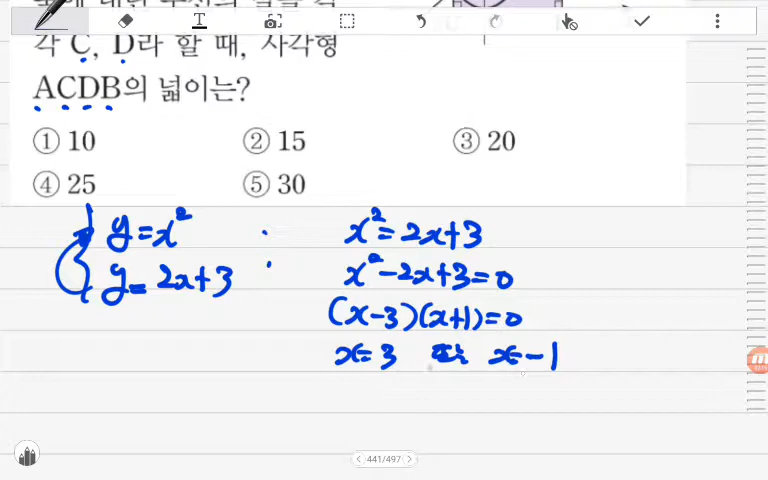 각 C, D라 할 때, 사각형
ACDB의 넓이는?
① 10 ② 15 ③ 20
④ 25 ⑤ 30
y=x² x²=2x+3
y=2x+3 x²-2x+3=0
(x-3)(x+1)=0
x=3 또는 x=-1
441/497